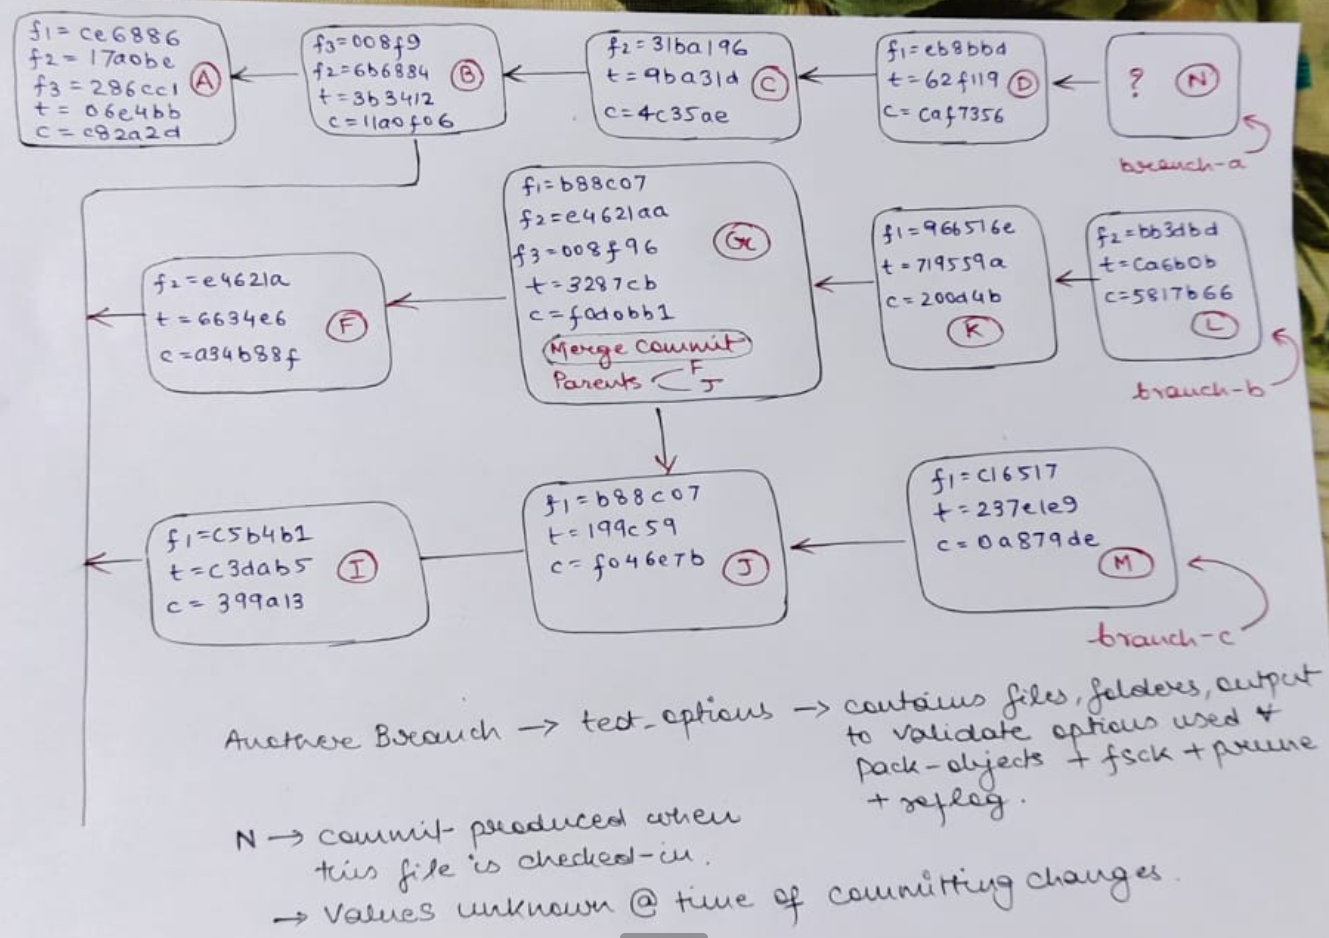 f1 = ce6886
f2 = 17a0be
f3 = 286cc1
t = 06e4bb
c = c82a2d
A
f3=008f9
f2=6b6884
t=3b3412
c=11a0f06
B
f2=31ba196
t=9ba31d
c=4c35ae
C
f1=eb8bbd
t=62f119
c=caf7356
D
?
N
branch-a
f1=b88c07
f2=e4621aa
f3=008f96
t=3287cb
c=fad0bb1
G
Merge Commit
Parents F
J
f1=966516e
t=719559a
c=200d4b
K
f2=bb3dbd
t=ca6b0b
c=5817b66
L
branch-b
f2=e4621a
t=6634e6
c=a34b88f
F
f1=c5b4b1
t=c3dab5
c=399a13
I
f1=b88c07
t=199c59
c=f046e7b
J
f1=c16517
t=237e1e9
c=0a879de
M
branch-c
Another Branch → test_options → contains files, folders, output
to validate options used &
pack-objects + fsck + prune
+ reflog.
N → commit produced when
this file is checked-in.
→ Values unknown @ time of committing changes.